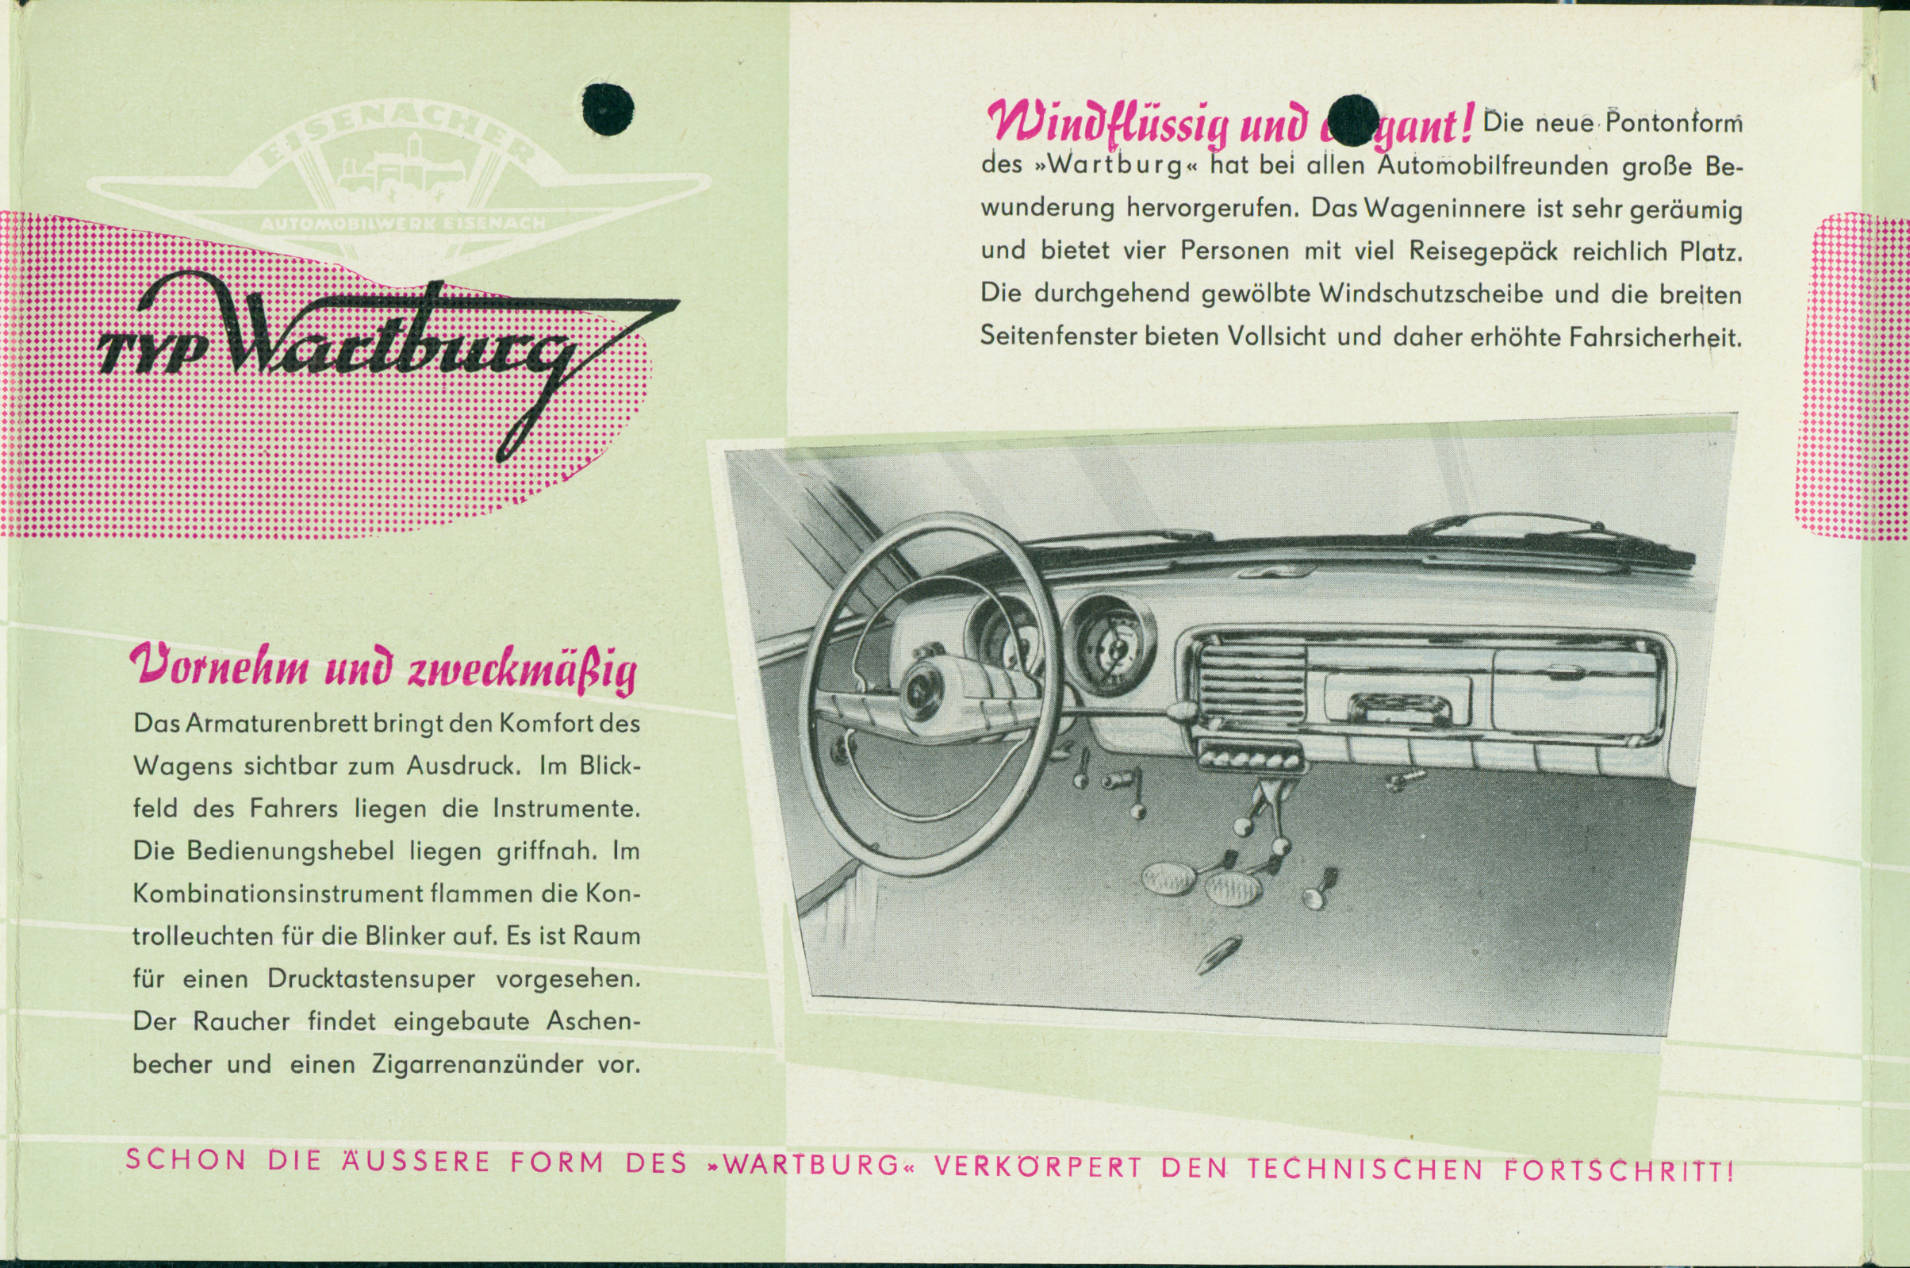 EISENACHER
AUTOMOBILWERK EISENACH
TYP Wartburg
Vornehm und zweckmäßig
Das Armaturenbrett bringt den Komfort des
Wagens sichtbar zum Ausdruck. Im Blick-
feld des Fahrers liegen die Instrumente.
Die Bedienungshebel liegen griffnah. Im
Kombinationsinstrument flammen die Kon-
trolleuchten für die Blinker auf. Es ist Raum
für einen Drucktastensuper vorgesehen.
Der Raucher findet eingebaute Aschen-
becher und einen Zigarrenanzünder vor.
Windflüssig und Die neue Pontonform
des »Wartburg« hat bei allen Automobilfreunden große Be-
wunderung hervorgerufen. Das Wageninnere ist sehr geräumig
und bietet vier Personen mit viel Reisegepäck reichlich Platz.
Die durchgehend gewölbte Windschutzscheibe und die breiten
Seitenfenster bieten Vollsicht und daher erhöhte Fahrsicherheit.
SCHON DIE ÄUSSERE FORM DES »WARTBURG« VERKÖRPERT DEN TECHNISCHEN FORTSCHRITT!